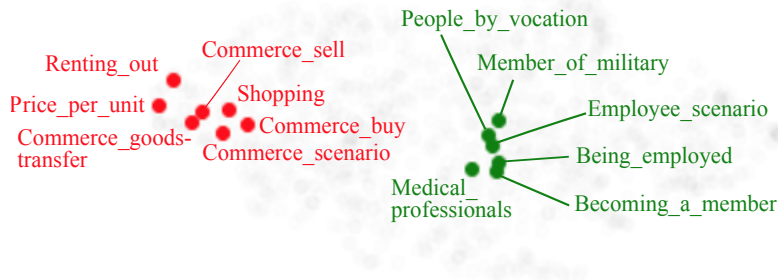 People_by_vocation
Commerce_sell
Member_of_military
Renting_out
Shopping
Price_per_unit
Employee_scenario
Commerce_goods-
transfer
Commerce_buy
Commerce_scenario
Being_employed
Medical_
professionals
Becoming_a_member